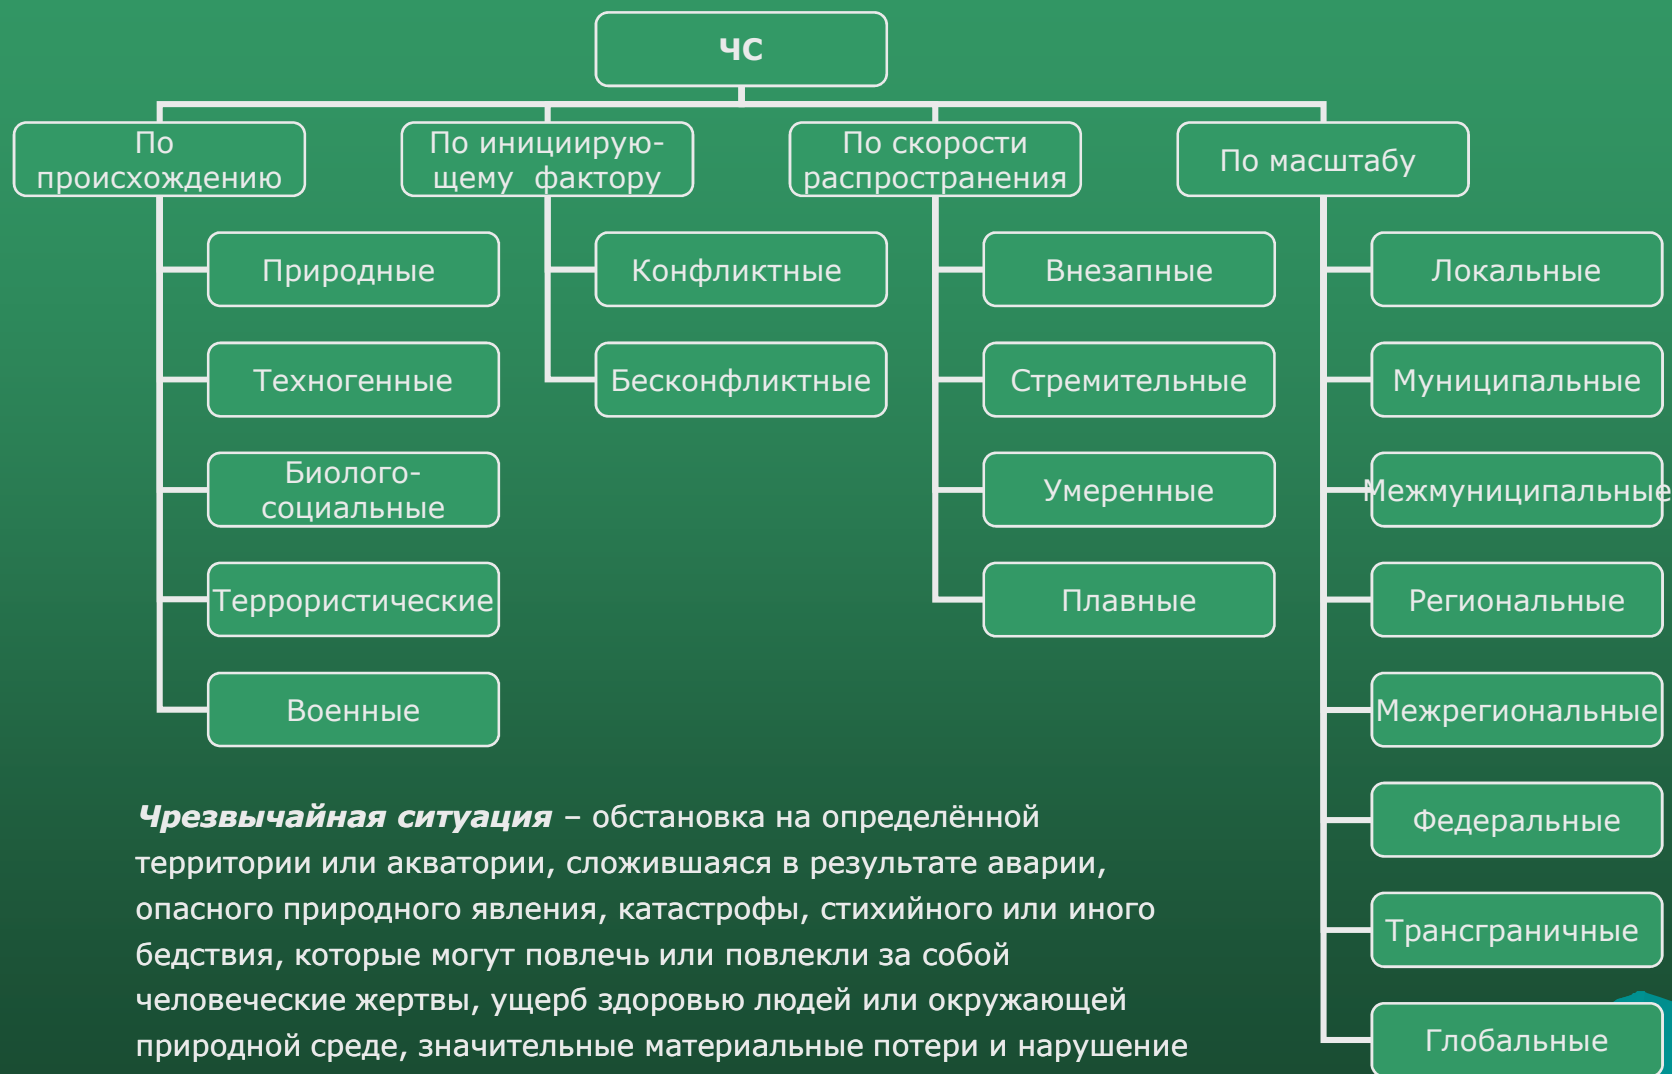 ЧС
По
происхождению
Природные
Техногенные
Биолого-
социальные
Террористические
Военные
По инициирую-
щему фактору
Конфликтные
Бесконфликтные
По скорости
распространения
Внезапные
Стремительные
Умеренные
Плавные
По масштабу
Локальные
Муниципальные
Межмуниципальные
Региональные
Межрегиональные
Федеральные
Трансграничные
Глобальные
Чрезвычайная ситуация – обстановка на определённой
территории или акватории, сложившаяся в результате аварии,
опасного природного явления, катастрофы, стихийного или иного
бедствия, которые могут повлечь или повлекли за собой
человеческие жертвы, ущерб здоровью людей или окружающей
природной среде, значительные материальные потери и нарушение